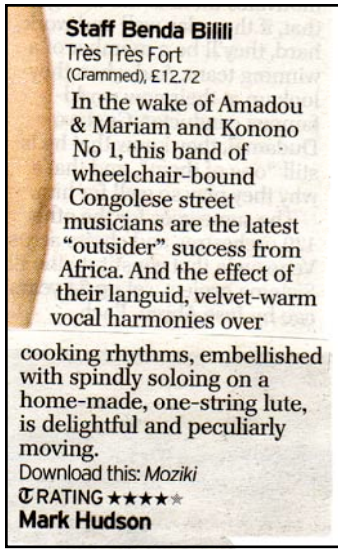 Staff Benda Bilili
Très Très Fort
(Crammed), £12.72
In the wake of Amadou
& Mariam and Konono
No 1, this band of
wheelchair-bound
Congolese street
musicians are the latest
“outsider” success from
Africa. And the effect of
their languid, velvet-warm
vocal harmonies over
cooking rhythms, embellished
with spindly soloing on a
home-made, one-string lute,
is delightful and peculiarly
moving.
Download this: Moziki
T RATING ★★★★★
Mark Hudson